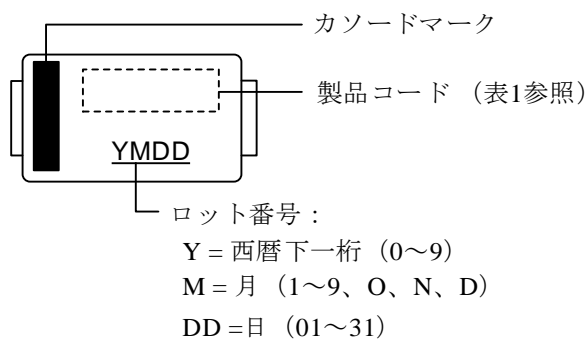 カソードマーク
製品コード （表1参照）
YMDD
ロット番号：
Y = 西暦下一桁（0～9）
M = 月（1～9、O、N、D）
DD =日（01～31）